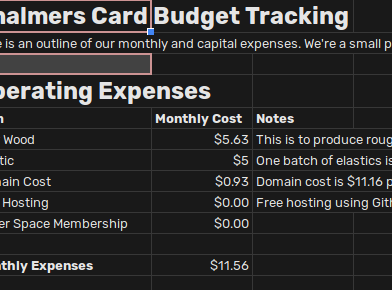 halmers Card Budget Tracking
e is an outline of our monthly and capital expenses. We're a small p
perating Expenses
n Monthly Cost Notes
Wood $5.63 This is to produce roug
tic $5 One batch of elastics is
ain Cost $0.93 Domain cost is $11.16 p
Hosting $0.00 Free hosting using Gith
er Space Membership $0.00
thly Expenses $11.56